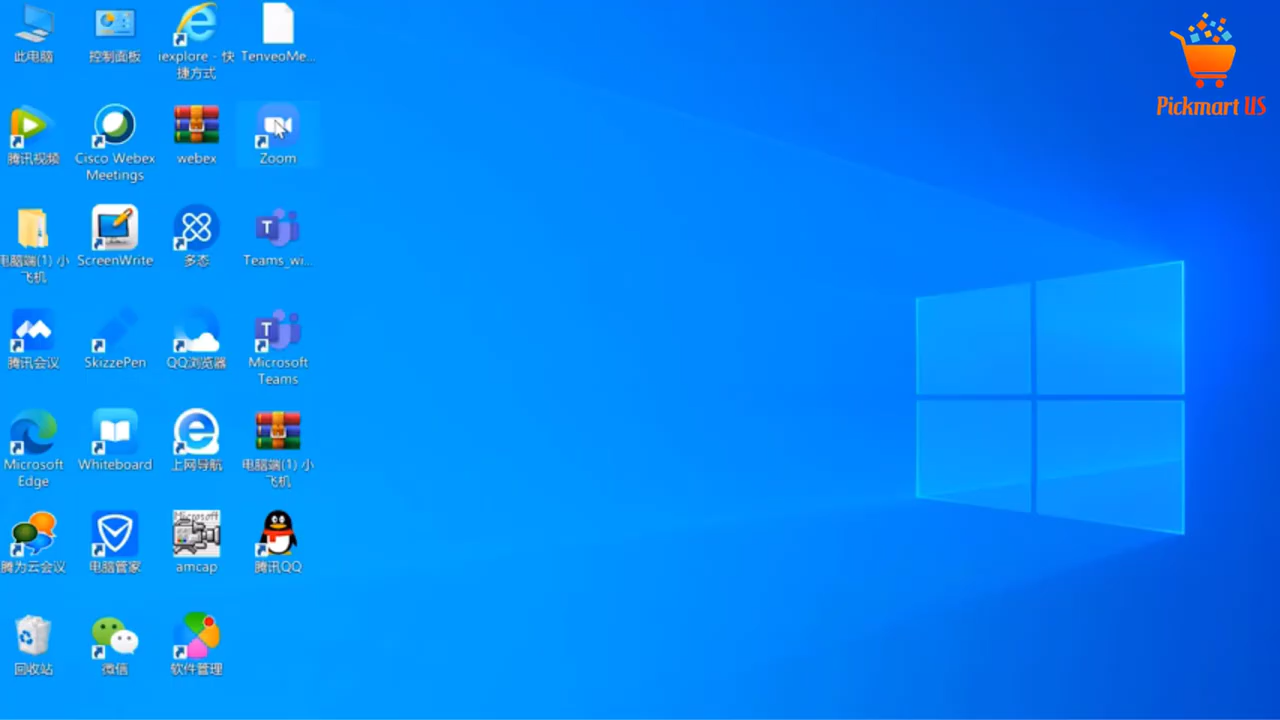 此电脑
控制面板
iexplore - 快
捷方式
TenveoMe...
Pickmart US
腾讯视频
Cisco Webex
Meetings
webex
Zoom
电脑端(1) 小
飞机
ScreenWrite
多态
Teams_wi...
腾讯会议
SkizzePen
QQ浏览器
Microsoft
Teams
Microsoft
Edge
Whiteboard
上网导航
电脑端(1) 小
飞机
腾为云会议
电脑管家
Microsoft
amcap
腾讯QQ
回收站
微信
软件管理